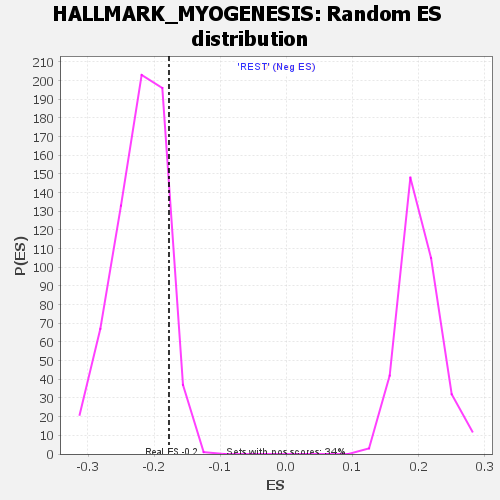 HALLMARK_MYOGENESIS: Random ES
distribution
'REST' (Neg ES)
210
200
190
180
170
160
150
140
130
120
110
100
90
80
70
60
50
40
30
20
10
0
P(ES)
Real ES -0.2
Sets with pos scores: 34%
-0.3 -0.2 -0.1 0.0 0.1 0.2 0.3
ES